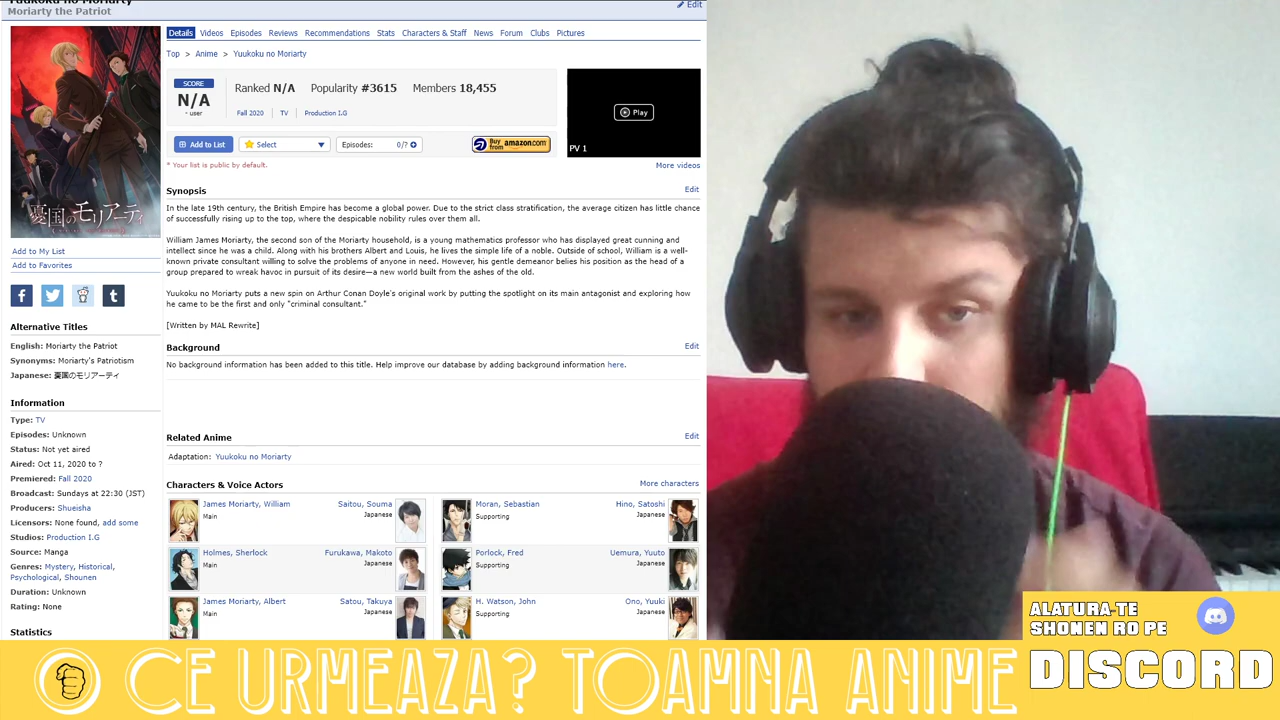 Yuukoku no Moriarty
Moriarty the Patriot
Edit
Details Videos Episodes Reviews Recommendations Stats Characters & Staff News Forum Clubs Pictures
Top > Anime > Yuukoku no Moriarty
SCORE
N/A
- user
Ranked N/A Popularity #3615 Members 18,455
Fall 2020 TV Production I.G
Add to List Select Episodes: 0/? Buy from amazon.com
Play
PV 1
* Your list is public by default.
More videos
Synopsis Edit
In the late 19th century, the British Empire has become a global power. Due to the strict class stratification, the average citizen has little chance
of successfully rising up to the top, where the despicable nobility rules over them all.
William James Moriarty, the second son of the Moriarty household, is a young mathematics professor who has displayed great cunning and
intellect since he was a child. Along with his brothers Albert and Louis, he lives the simple life of a noble. Outside of school, William is a well-
known private consultant willing to solve the problems of anyone in need. However, his gentle demeanor belies his position as the head of a
group prepared to wreak havoc in pursuit of its desire—a new world built from the ashes of the old.
Yuukoku no Moriarty puts a new spin on Arthur Conan Doyle's original work by putting the spotlight on its main antagonist and exploring how
he came to be the first and only "criminal consultant."
[Written by MAL Rewrite]
Background Edit
No background information has been added to this title. Help improve our database by adding background information here.
Related Anime Edit
Adaptation: Yuukoku no Moriarty
Characters & Voice Actors More characters
James Moriarty, William
Main
Saitou, Souma
Japanese
Moran, Sebastian
Supporting
Hino, Satoshi
Japanese
Holmes, Sherlock
Main
Furukawa, Makoto
Japanese
Porlock, Fred
Supporting
Uemura, Yuuto
Japanese
James Moriarty, Albert
Main
Satou, Takuya
Japanese
H. Watson, John
Supporting
Ono, Yuuki
Japanese
憂国のモリアーティ
Add to My List
Add to Favorites
Alternative Titles
English: Moriarty the Patriot
Synonyms: Moriarty's Patriotism
Japanese: 憂国のモリアーティ
Information
Type: TV
Episodes: Unknown
Status: Not yet aired
Aired: Oct 11, 2020 to ?
Premiered: Fall 2020
Broadcast: Sundays at 22:30 (JST)
Producers: Shueisha
Licensors: None found, add some
Studios: Production I.G
Source: Manga
Genres: Mystery, Historical,
Psychological, Shounen
Duration: Unknown
Rating: None
Statistics
ALATURA-TE
SHONEN RO PE
DISCORD
CE URMEAZA? TOAMNA ANIME